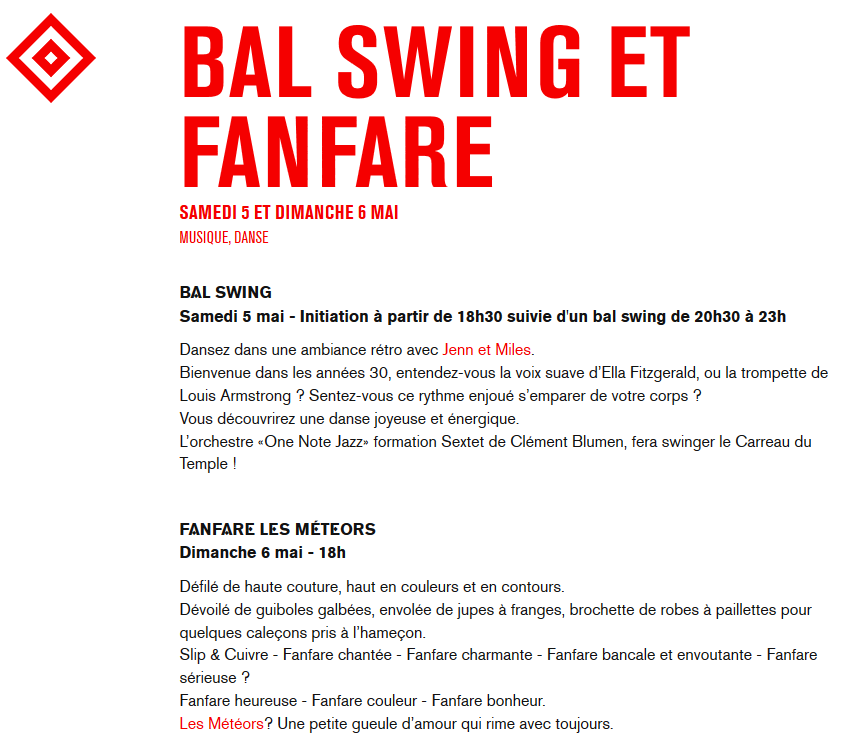 BAL SWING ET
FANFARE
SAMEDI 5 ET DIMANCHE 6 MAI
MUSIQUE, DANSE
BAL SWING
Samedi 5 mai - Initiation à partir de 18h30 suivie d'un bal swing de 20h30 à 23h
Dansez dans une ambiance rétro avec Jenn et Miles.
Bienvenue dans les années 30, entendez-vous la voix suave d’Ella Fitzgerald, ou la trompette de
Louis Armstrong ? Sentez-vous ce rythme enjoué s’emparer de votre corps ?
Vous découvrirez une danse joyeuse et énergique.
L’orchestre «One Note Jazz» formation Sextet de Clément Blumen, fera swinger le Carreau du
Temple !
FANFARE LES MÉTEORS
Dimanche 6 mai - 18h
Défilé de haute couture, haut en couleurs et en contours.
Dévoilé de guiboles galbées, envolée de jupes à franges, brochette de robes à paillettes pour
quelques caleçons pris à l’hameçon.
Slip & Cuivre - Fanfare chantée - Fanfare charmante - Fanfare bancale et envoutante - Fanfare
sérieuse ?
Fanfare heureuse - Fanfare couleur - Fanfare bonheur.
Les Météors? Une petite gueule d’amour qui rime avec toujours.